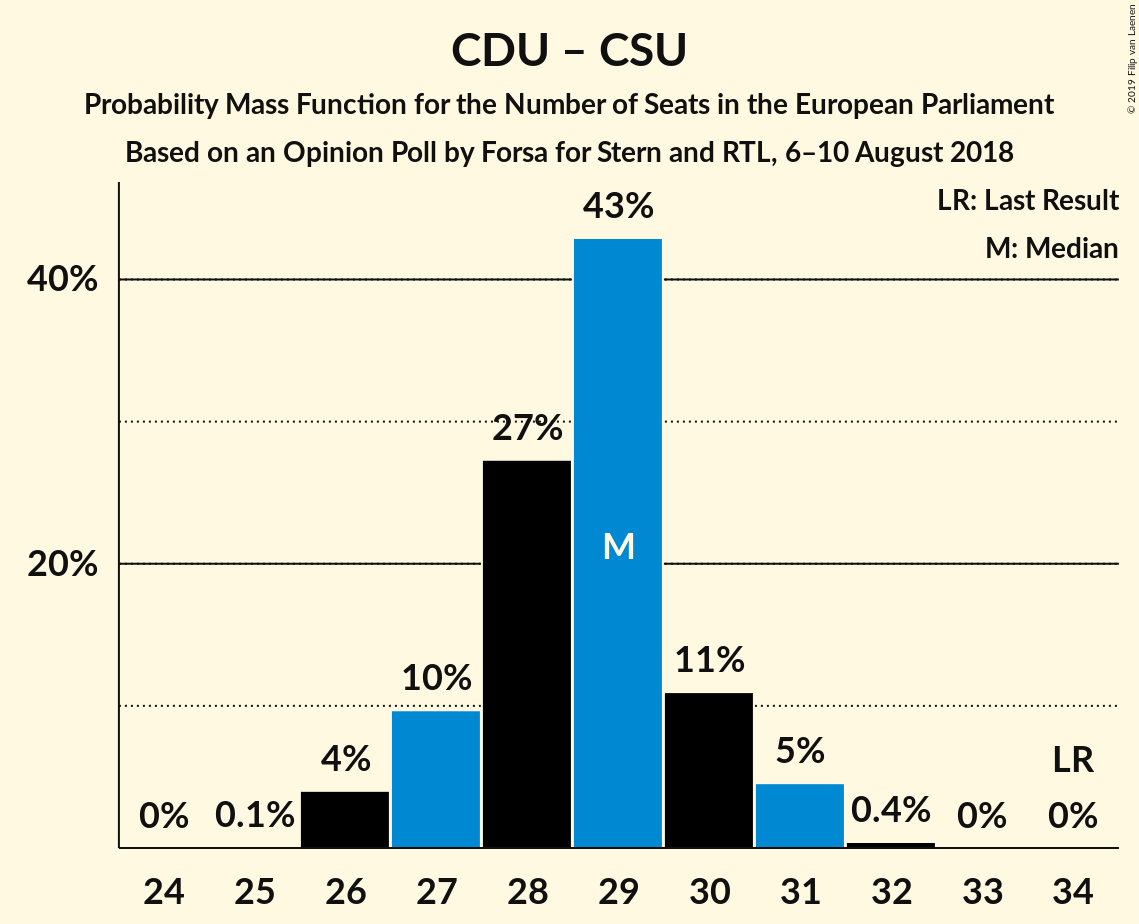 CDU – CSU
Probability Mass Function for the Number of Seats in the European Parliament
Based on an Opinion Poll by Forsa for Stern and RTL, 6–10 August 2018
© 2019 Filip van Laenen
LR: Last Result
M: Median
43%
40%
27%
M
20%
11%
10%
5%
4%
LR
0% 0.1% 0.4% 0% 0%
24 25 26 27 28 29 30 31 32 33 34